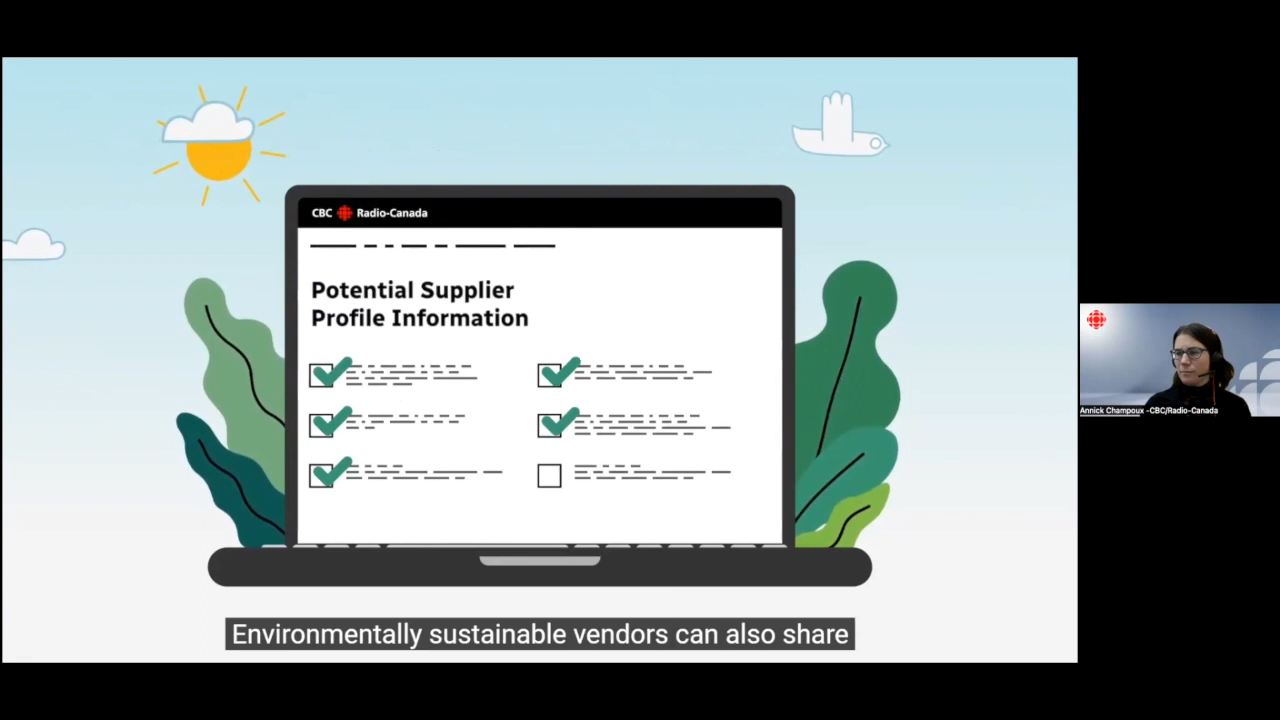 CBC Radio-Canada
Potential Supplier
Profile Information
Environmentally sustainable vendors can also share
Annick Champoux -CBC/Radio-Canada